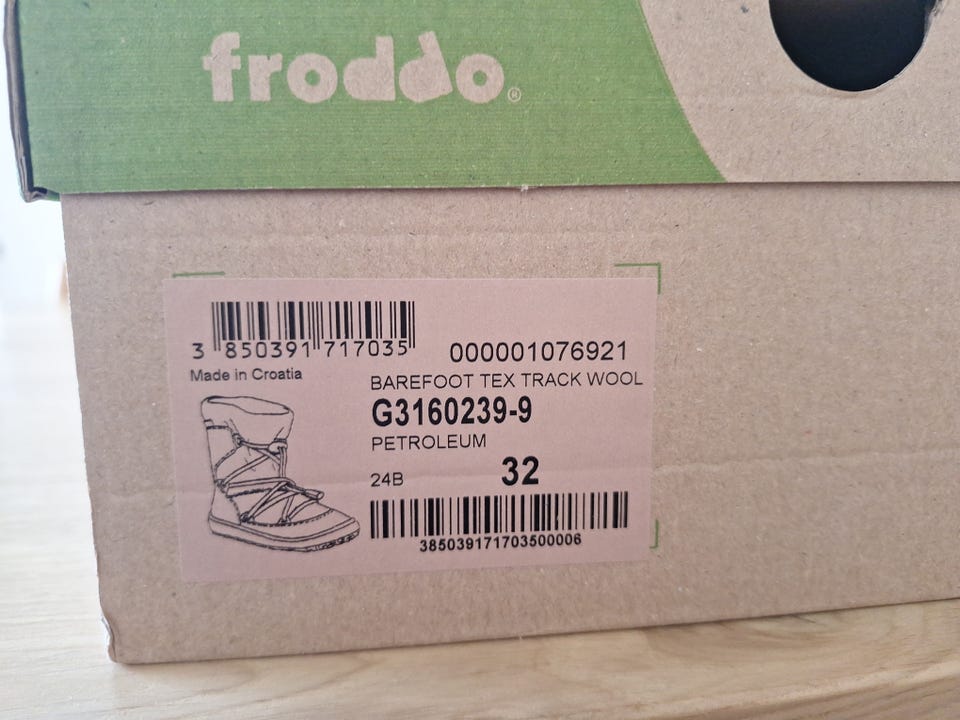 froddo®
3 850391 717035
000001076921
Made in Croatia
BAREFOOT TEX TRACK WOOL
G3160239-9
PETROLEUM
24B 32
385039171703500006